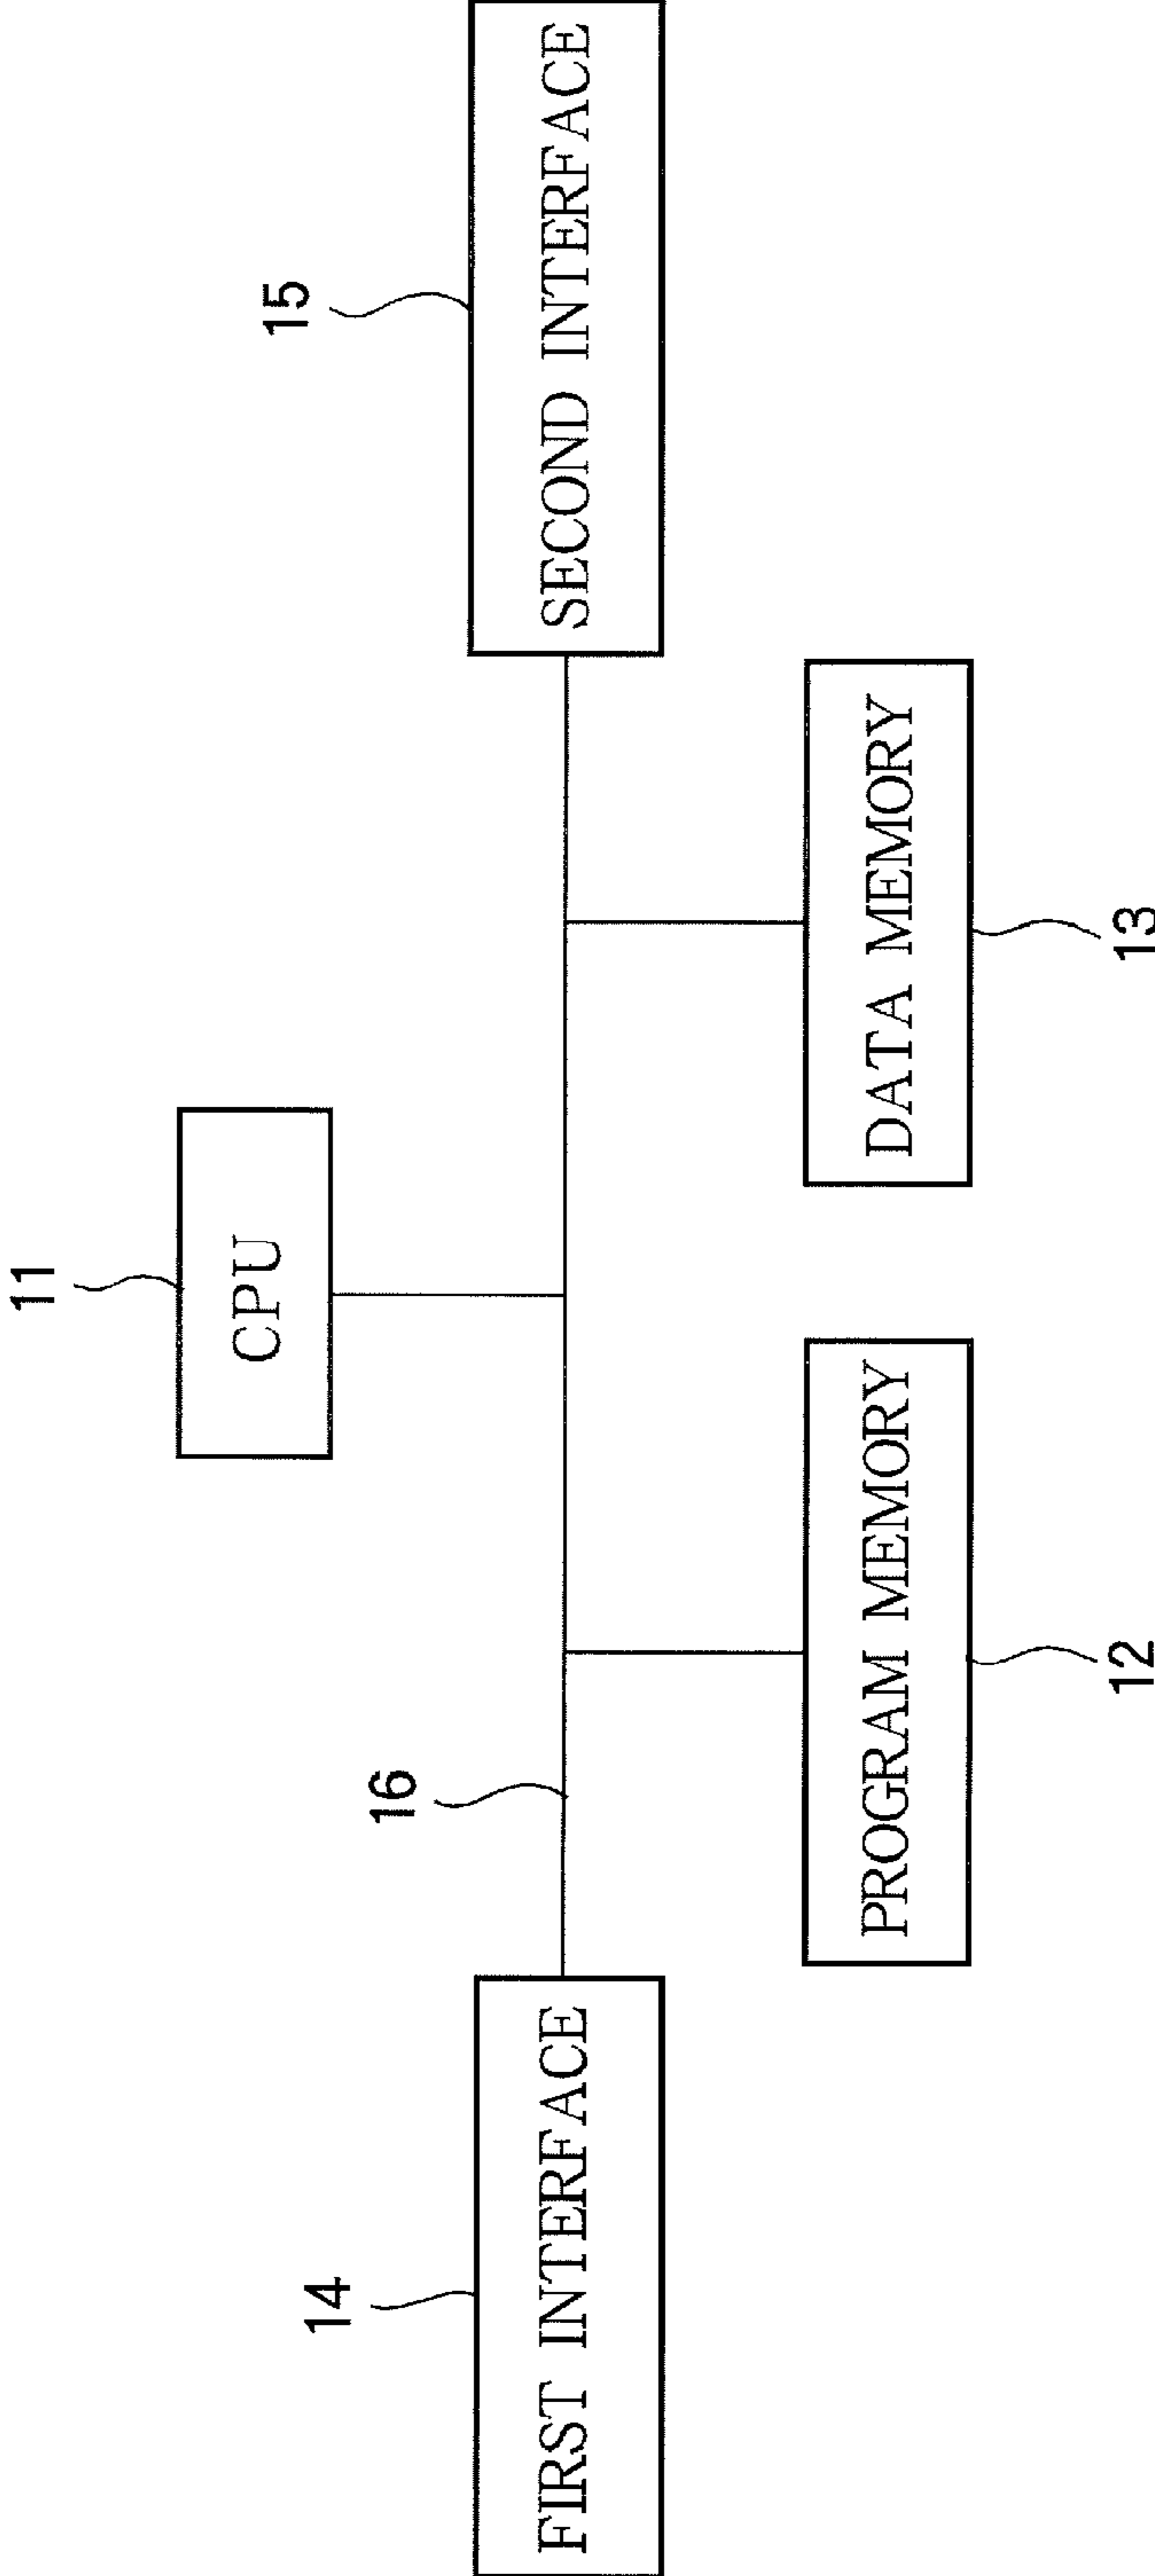 11
CPU
15
16
14
FIRST INTERFACE
SECOND INTERFACE
PROGRAM MEMORY
DATA MEMORY
12
13